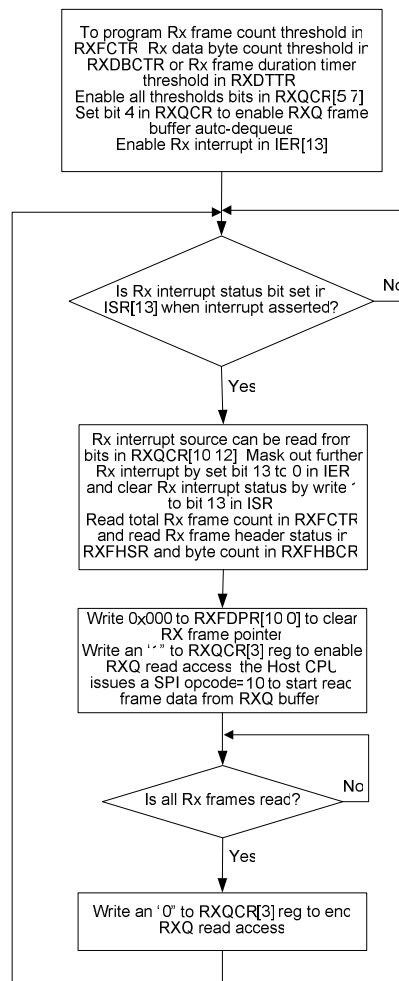 To program Rx frame count threshold in
RXFCTR Rx data byte count threshold in
RXDBCTR or Rx frame duration timer
threshold in RXDTTR
Enable all thresholds bits in RXQCR[5 7]
Set bit 4 in RXQCR to enable RXQ frame
buffer auto-dequeue
Enable Rx interrupt in IER[13]
Is Rx interrupt status bit set in
ISR[13] when interrupt asserted?
No
Yes
Rx interrupt source can be read from
bits in RXQCR[10 12] Mask out further
Rx interrupt by set bit 13 to 0 in IER
and clear Rx interrupt status by write 1
to bit 13 in ISR
Read total Rx frame count in RXFCTR
and read Rx frame header status in
RXFHSR and byte count in RXFHBCR
Write 0x000 to RXFDPR[10 0] to clear
RX frame pointer
Write an "1" to RXQCR[3] reg to enable
RXQ read access the Host CPU
issues a SPI opcode=10 to start read
frame data from RXQ buffer
Is all Rx frames read?
No
Yes
Write an "0" to RXQCR[3] reg to end
RXQ read access